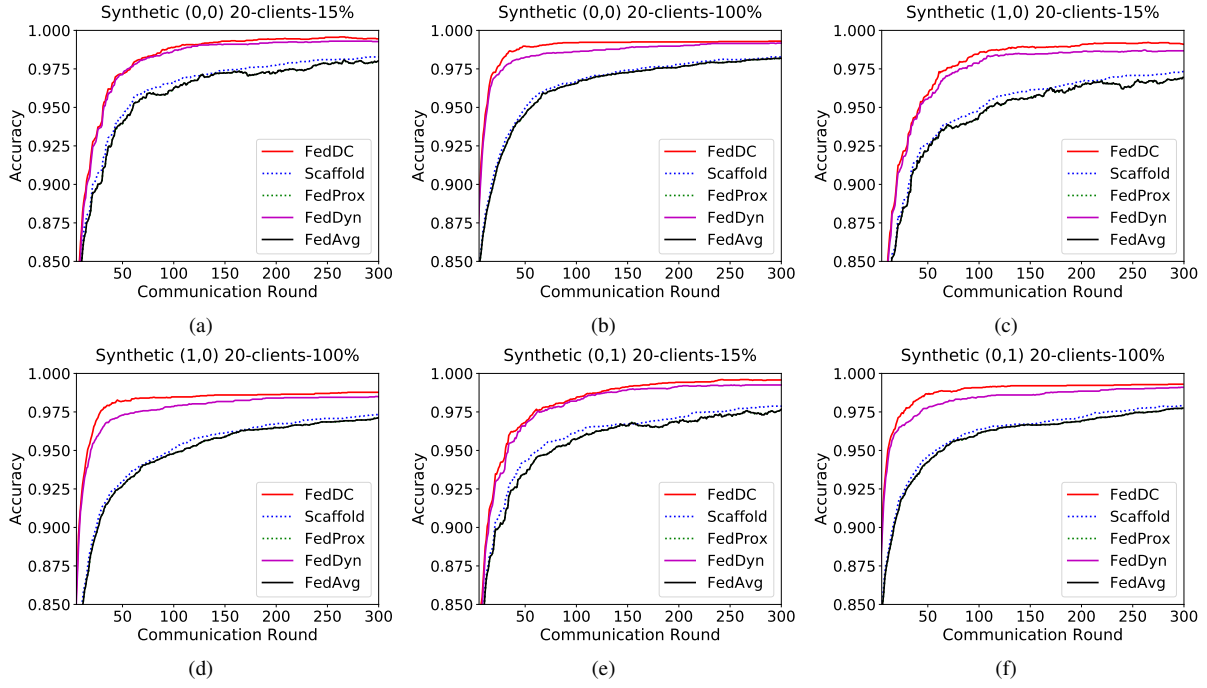 Synthetic (0,0) 20-clients-15%
Accuracy
1.000
0.975
0.950
0.925
0.900
0.875
0.850
FedDC
Scaffold
FedProx
FedDyn
FedAvg
50 100 150 200 250 300
Communication Round
(a)
Synthetic (0,0) 20-clients-100%
Accuracy
1.000
0.975
0.950
0.925
0.900
0.875
0.850
FedDC
Scaffold
FedProx
FedDyn
FedAvg
50 100 150 200 250 300
Communication Round
(b)
Synthetic (1,0) 20-clients-15%
Accuracy
1.000
0.975
0.950
0.925
0.900
0.875
0.850
FedDC
Scaffold
FedProx
FedDyn
FedAvg
50 100 150 200 250 300
Communication Round
(c)
Synthetic (1,0) 20-clients-100%
Accuracy
1.000
0.975
0.950
0.925
0.900
0.875
0.850
FedDC
Scaffold
FedProx
FedDyn
FedAvg
50 100 150 200 250 300
Communication Round
(d)
Synthetic (0,1) 20-clients-15%
Accuracy
1.000
0.975
0.950
0.925
0.900
0.875
0.850
FedDC
Scaffold
FedProx
FedDyn
FedAvg
50 100 150 200 250 300
Communication Round
(e)
Synthetic (0,1) 20-clients-100%
Accuracy
1.000
0.975
0.950
0.925
0.900
0.875
0.850
FedDC
Scaffold
FedProx
FedDyn
FedAvg
50 100 150 200 250 300
Communication Round
(f)